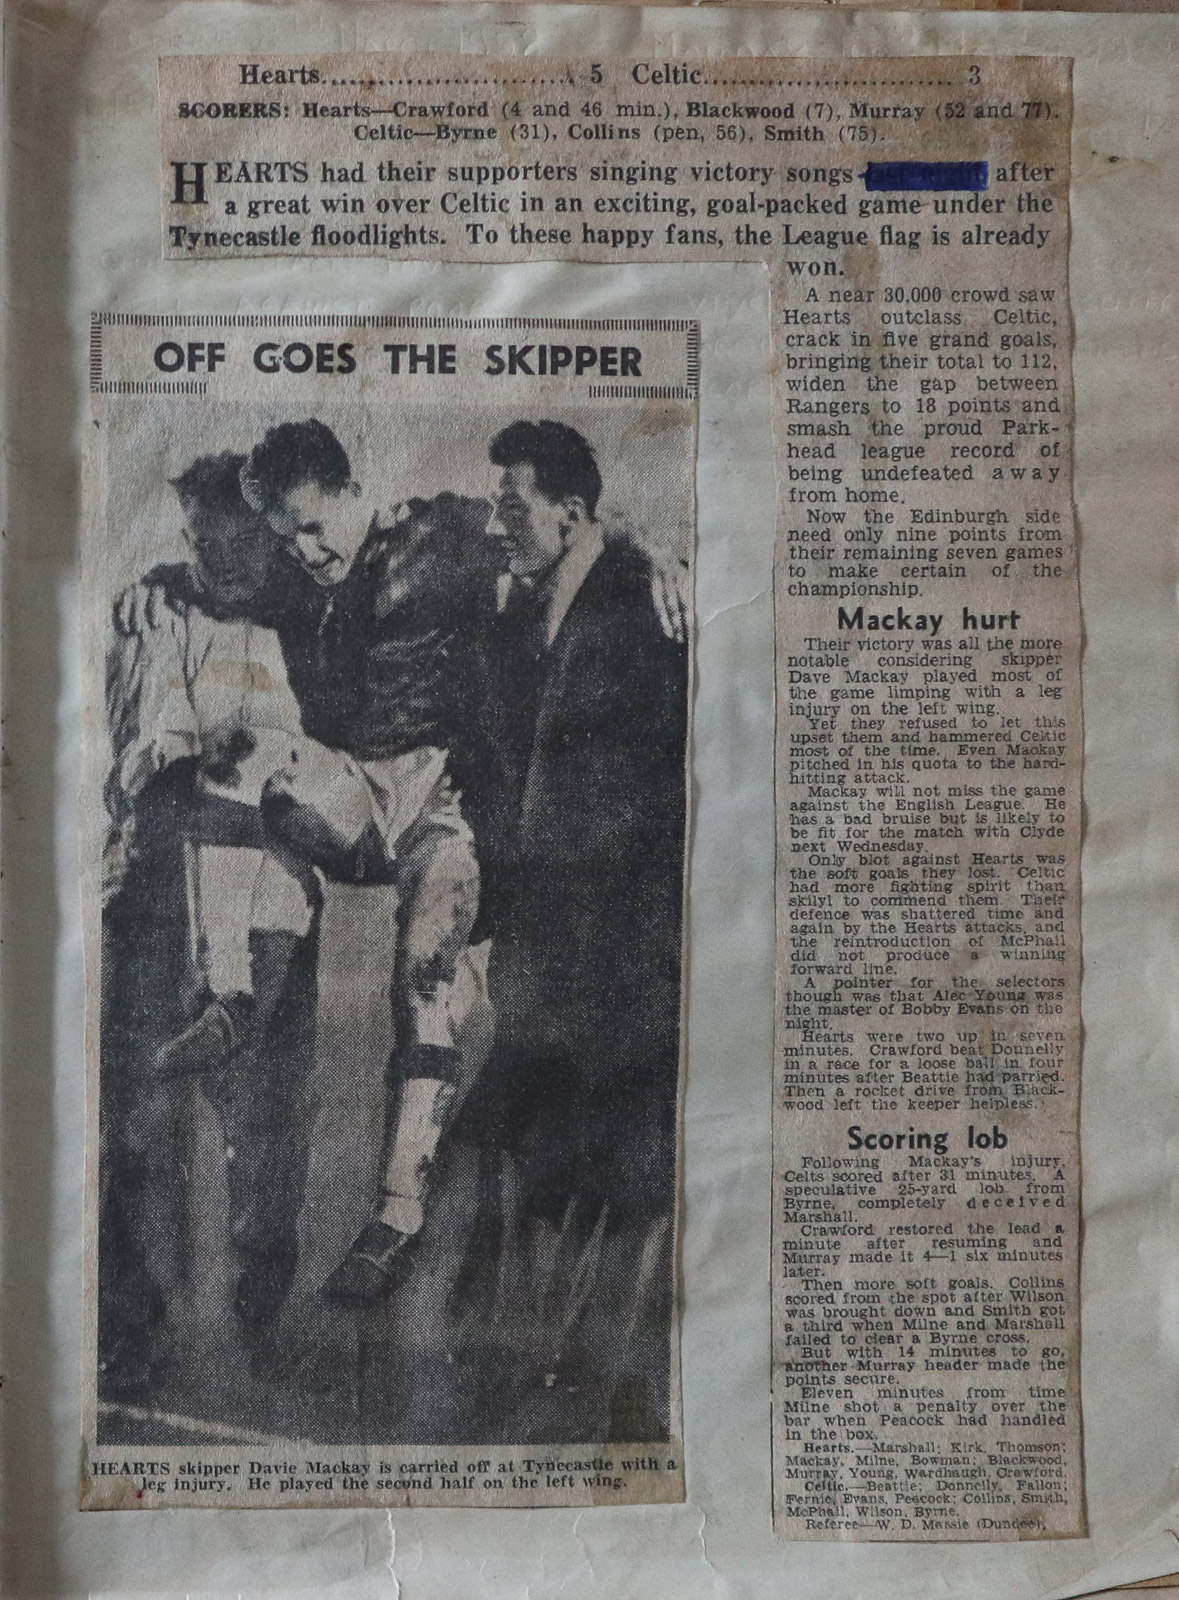 Hearts.......................... 5 Celtic.......................... 3
SCORERS: Hearts—Crawford (4 and 46 min.), Blackwood (7), Murray (52 and 77).
Celtic—Byrne (31), Collins (pen, 56), Smith (75).
HEARTS had their supporters singing victory songs after
a great win over Celtic in an exciting, goal-packed game under the
Tynecastle floodlights. To these happy fans, the League flag is already
won.
A near 30,000 crowd saw
Hearts outclass Celtic,
crack in five grand goals,
bringing their total to 112,
widen the gap between
Rangers to 18 points and
smash the proud Park-
head league record of
being undefeated away
from home.
Now the Edinburgh side
need only nine points from
their remaining seven games
to make certain of the
championship.
Mackay hurt
Their victory was all the more
notable considering skipper
Dave Mackay played most of
the game limping with a leg
injury on the left wing.
Yet they refused to let this
upset them and hammered Celtic
most of the time. Even Mackay
pitched in his quota to the hard-
hitting attack.
Mackay will not miss the game
against the English League. He
has a bad bruise but is likely to
be fit for the match with Clyde
next Wednesday.
Only blot against Hearts was
the soft goals they lost. Celtic
had more fighting spirit than
skilyl to commend them. Their
defence was shattered time and
again by the Hearts attacks, and
the reintroduction of McPhail
did not produce a winning
forward line.
A pointer for the selectors
though was that Alec Young was
the master of Bobby Evans on the
night.
Hearts were two up in seven
minutes. Crawford beat Donnelly
in a race for a loose ball in four
minutes after Beattie had parried.
Then a rocket drive from Black-
wood left the keeper helpless.
Scoring lob
Following Mackay's injury,
Celts scored after 31 minutes. A
speculative 25-yard lob from
Byrne, completely deceived
Marshall.
Crawford restored the lead a
minute after resuming and
Murray made it 4—1 six minutes
later.
Then more soft goals. Collins
scored from the spot after Wilson
was brought down and Smith got
a third when Milne and Marshall
failed to clear a Byrne cross.
But with 14 minutes to go,
another Murray header made the
points secure.
Eleven minutes from time
Milne shot a penalty over the
bar when Peacock had handled
in the box.
Hearts.—Marshall; Kirk, Thomson;
Mackay, Milne, Bowman; Blackwood,
Murray, Young, Wardhaugh, Crawford.
Celtic.—Beattie; Donnelly, Fallon;
Fernie, Evans, Peacock; Collins, Smith,
McPhail, Wilson, Byrne.
Referee—W. D. Massie (Dundee).
OFF GOES THE SKIPPER
HEARTS skipper Davie Mackay is carried off at Tynecastle with a
leg injury. He played the second half on the left wing.